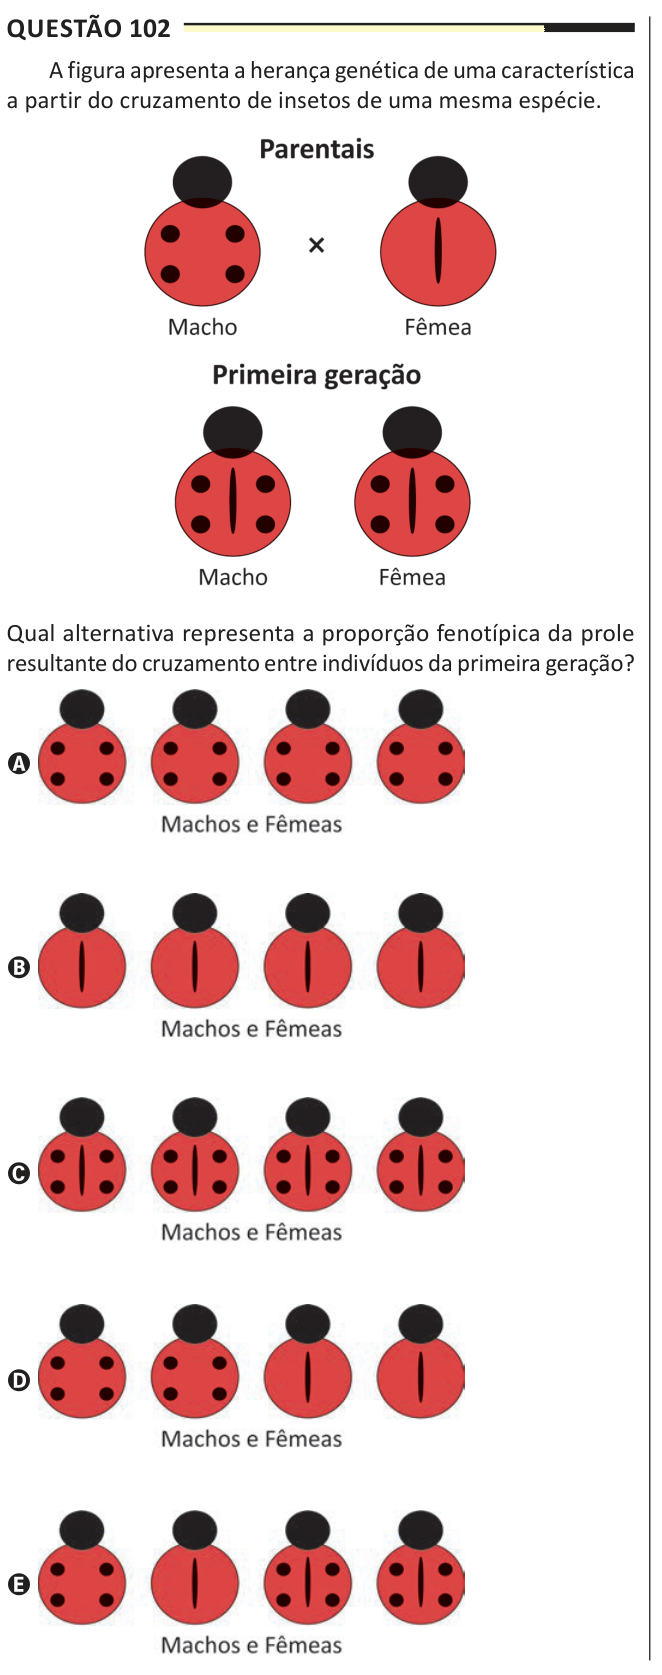 QUESTÃO 102
A figura apresenta a herança genética de uma característica
a partir do cruzamento de insetos de uma mesma espécie.
Parentais
×
Macho
Fêmea
Primeira geração
Macho
Fêmea
Qual alternativa representa a proporção fenotípica da prole
resultante do cruzamento entre indivíduos da primeira geração?
A
Machos e Fêmeas
B
Machos e Fêmeas
C
Machos e Fêmeas
D
Machos e Fêmeas
E
Machos e Fêmeas